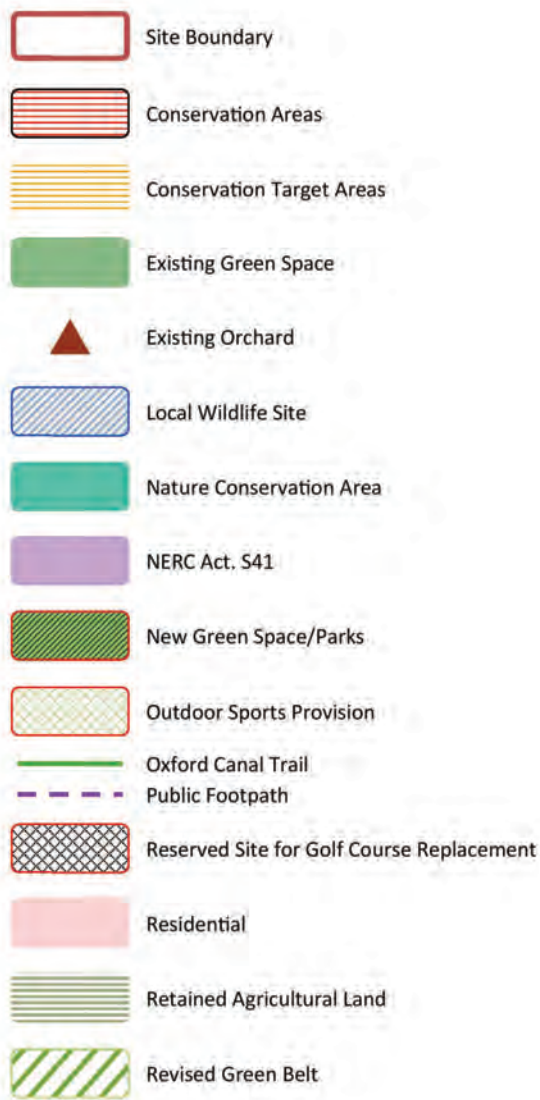 Site Boundary
Conservation Areas
Conservation Target Areas
Existing Green Space
Existing Orchard
Local Wildlife Site
Nature Conservation Area
NERC Act. S41
New Green Space/Parks
Outdoor Sports Provision
Oxford Canal Trail
Public Footpath
Reserved Site for Golf Course Replacement
Residential
Retained Agricultural Land
Revised Green Belt